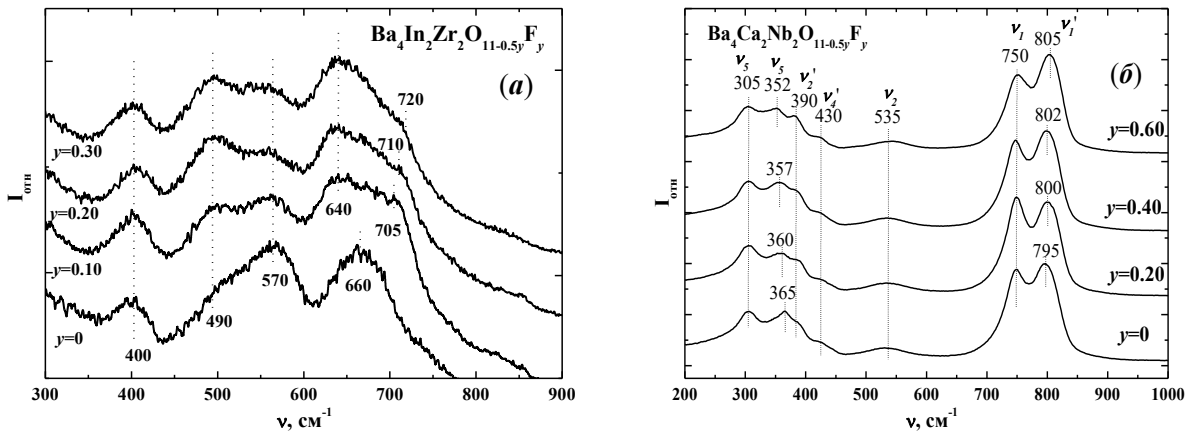 Ba₄In₂Zr₂O₁₁₋₀.₅yFy
(а)
720
710
640
705
570
660
490
400
y=0.30
y=0.20
y=0.10
y=0
Iотн
300 400 500 600 700 800 900
ν, см⁻¹
Ba₄Ca₂Nb₂O₁₁₋₀.₅yFy
(б)
ν₅ ν₅ ν₂' ν₄' ν₂ ν₁ ν₁'
305 352 390 430 535 750 805
802
357
800
360
795
365
y=0.60
y=0.40
y=0.20
y=0
Iотн
200 300 400 500 600 700 800 900 1000
ν, см⁻¹